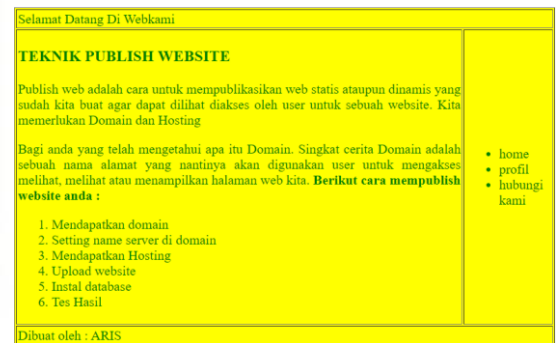 Selamat Datang Di Webkami
TEKNIK PUBLISH WEBSITE
Publish web adalah cara untuk mempublikasikan web statis ataupun dinamis yang
sudah kita buat agar dapat dilihat diakses oleh user untuk sebuah website. Kita
memerlukan Domain dan Hosting
Bagi anda yang telah mengetahui apa itu Domain. Singkat cerita Domain adalah
sebuah nama alamat yang nantinya akan digunakan user untuk mengakses
melihat, melihat atau menampilkan halaman web kita. Berikut cara mempublish
website anda :
1. Mendapatkan domain
2. Setting name server di domain
3. Mendapatkan Hosting
4. Upload website
5. Instal database
6. Tes Hasil
• home
• profil
• hubungi
kami
Dibuat oleh : ARIS